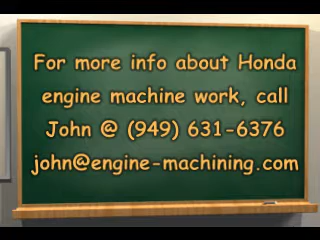 For more info about Honda
engine machine work, call
John @ (949) 631-6376
john@engine-machining.com